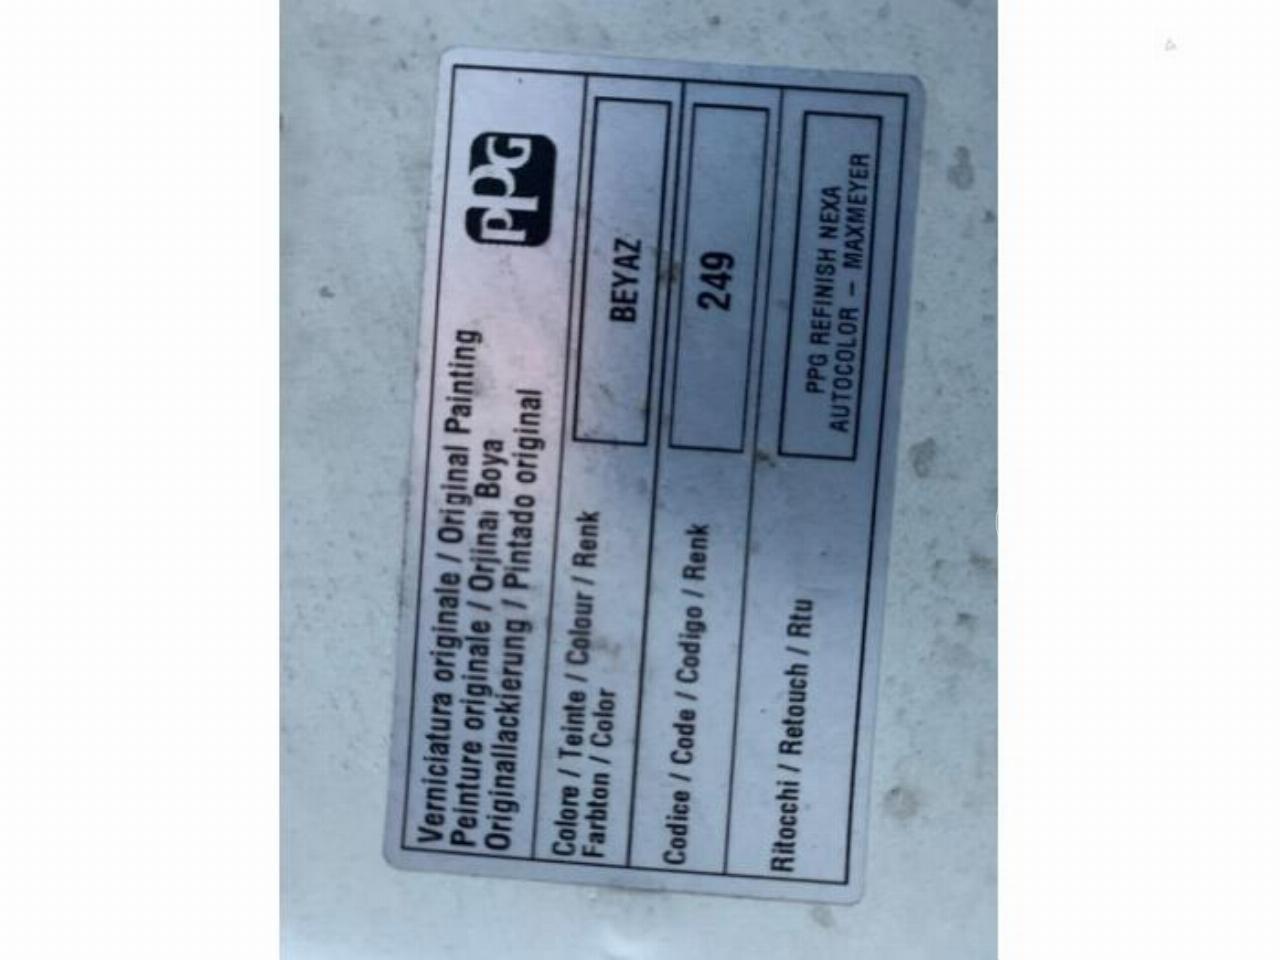 Verniciatura originale / Original Painting
Peinture originale / Orjinal Boya
Originallackierung / Pintado original
PPG
Colore / Teinte / Colour / Renk
Farbton / Color
BEYAZ
Codice / Code / Codigo / Renk
249
Ritocchi / Retouch / Rtu
PPG REFINISH NEXA
AUTOCOLOR – MAXMEYER